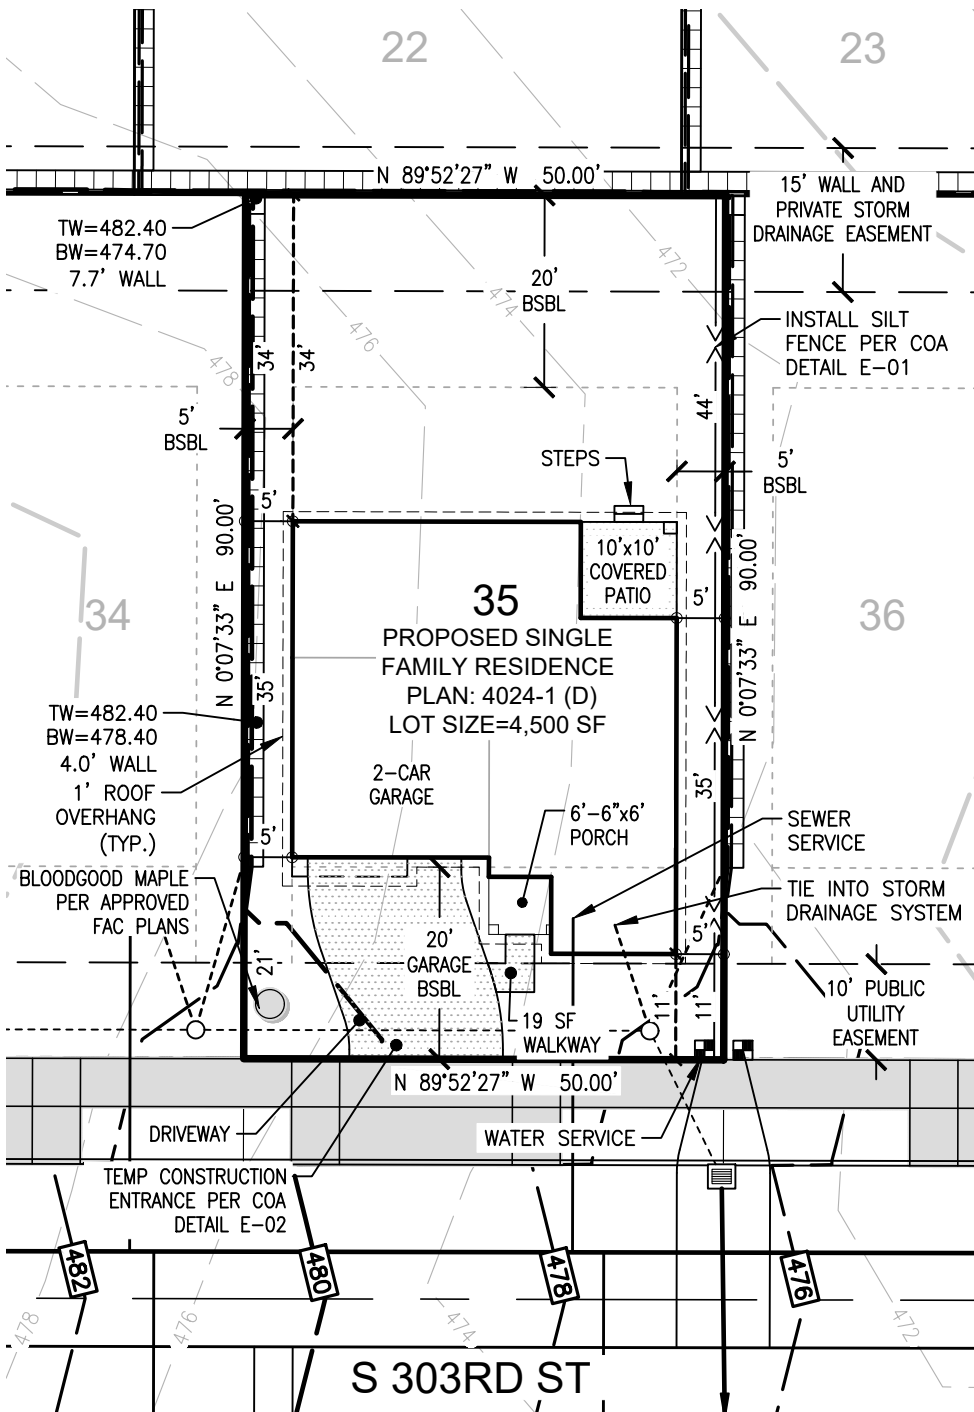 22
23
N 89°52'27" W 50.00'
TW=482.40
BW=474.70
7.7' WALL
15' WALL AND
PRIVATE STORM
DRAINAGE EASEMENT
472
20'
BSBL
474
476
478
34'
34'
INSTALL SILT
FENCE PER COA
DETAIL E-01
44'
5'
BSBL
STEPS
5'
BSBL
5'
N 0°07'33" E 90.00'
10'x10'
COVERED
PATIO
N 0°07'33" E 90.00'
5'
34
35
36
PROPOSED SINGLE
FAMILY RESIDENCE
PLAN: 4024-1 (D)
LOT SIZE=4,500 SF
35'
TW=482.40
BW=478.40
4.0' WALL
1' ROOF
OVERHANG
(TYP.)
2-CAR
GARAGE
35'
6'-6"x6'
PORCH
SEWER
SERVICE
5'
BLOODGOOD MAPLE
PER APPROVED
FAC PLANS
TIE INTO STORM
DRAINAGE SYSTEM
5'
20'
GARAGE
BSBL
21'
11'
11'
10' PUBLIC
UTILITY
EASEMENT
19 SF
WALKWAY
N 89°52'27" W 50.00'
DRIVEWAY
WATER SERVICE
TEMP CONSTRUCTION
ENTRANCE PER COA
DETAIL E-02
482
480
478
476
478
476
474
472
S 303RD ST